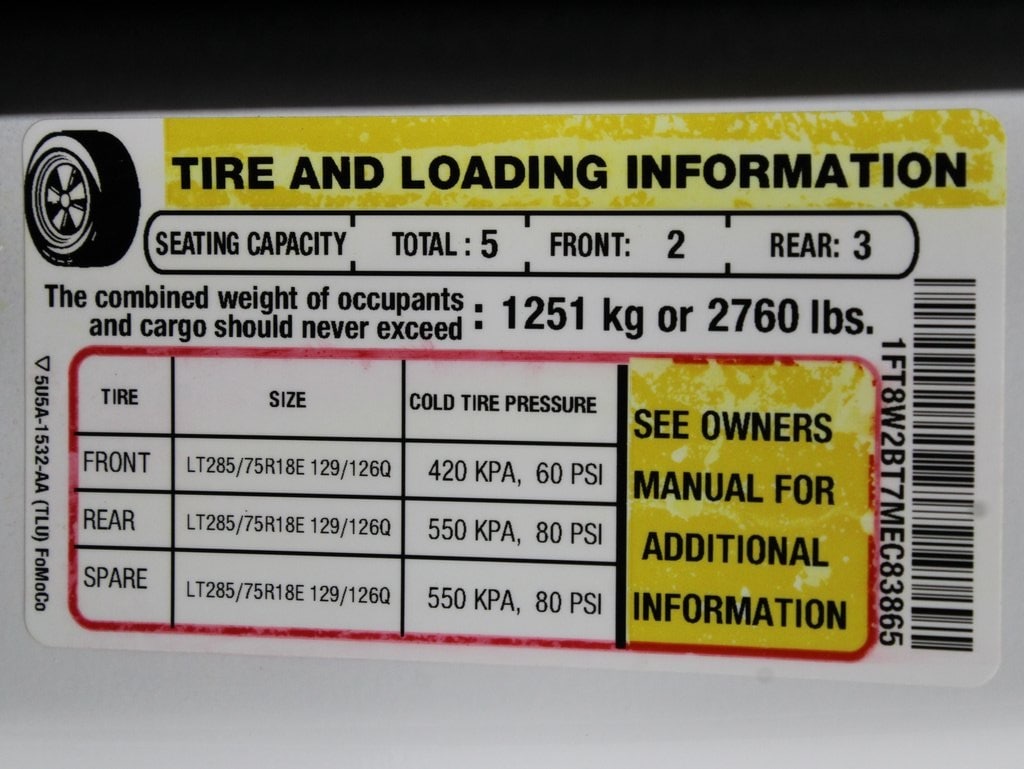 TIRE AND LOADING INFORMATION
SEATING CAPACITY TOTAL : 5 FRONT: 2 REAR: 3
The combined weight of occupants
and cargo should never exceed : 1251 kg or 2760 lbs.
TIRE SIZE COLD TIRE PRESSURE
FRONT LT285/75R18E 129/126Q 420 KPA, 60 PSI
REAR LT285/75R18E 129/126Q 550 KPA, 80 PSI
SPARE LT285/75R18E 129/126Q 550 KPA, 80 PSI
SEE OWNERS
MANUAL FOR
ADDITIONAL
INFORMATION
5U5A-1532-AA (TLU) FoMoCo
1FT8W2BT7MEC83865